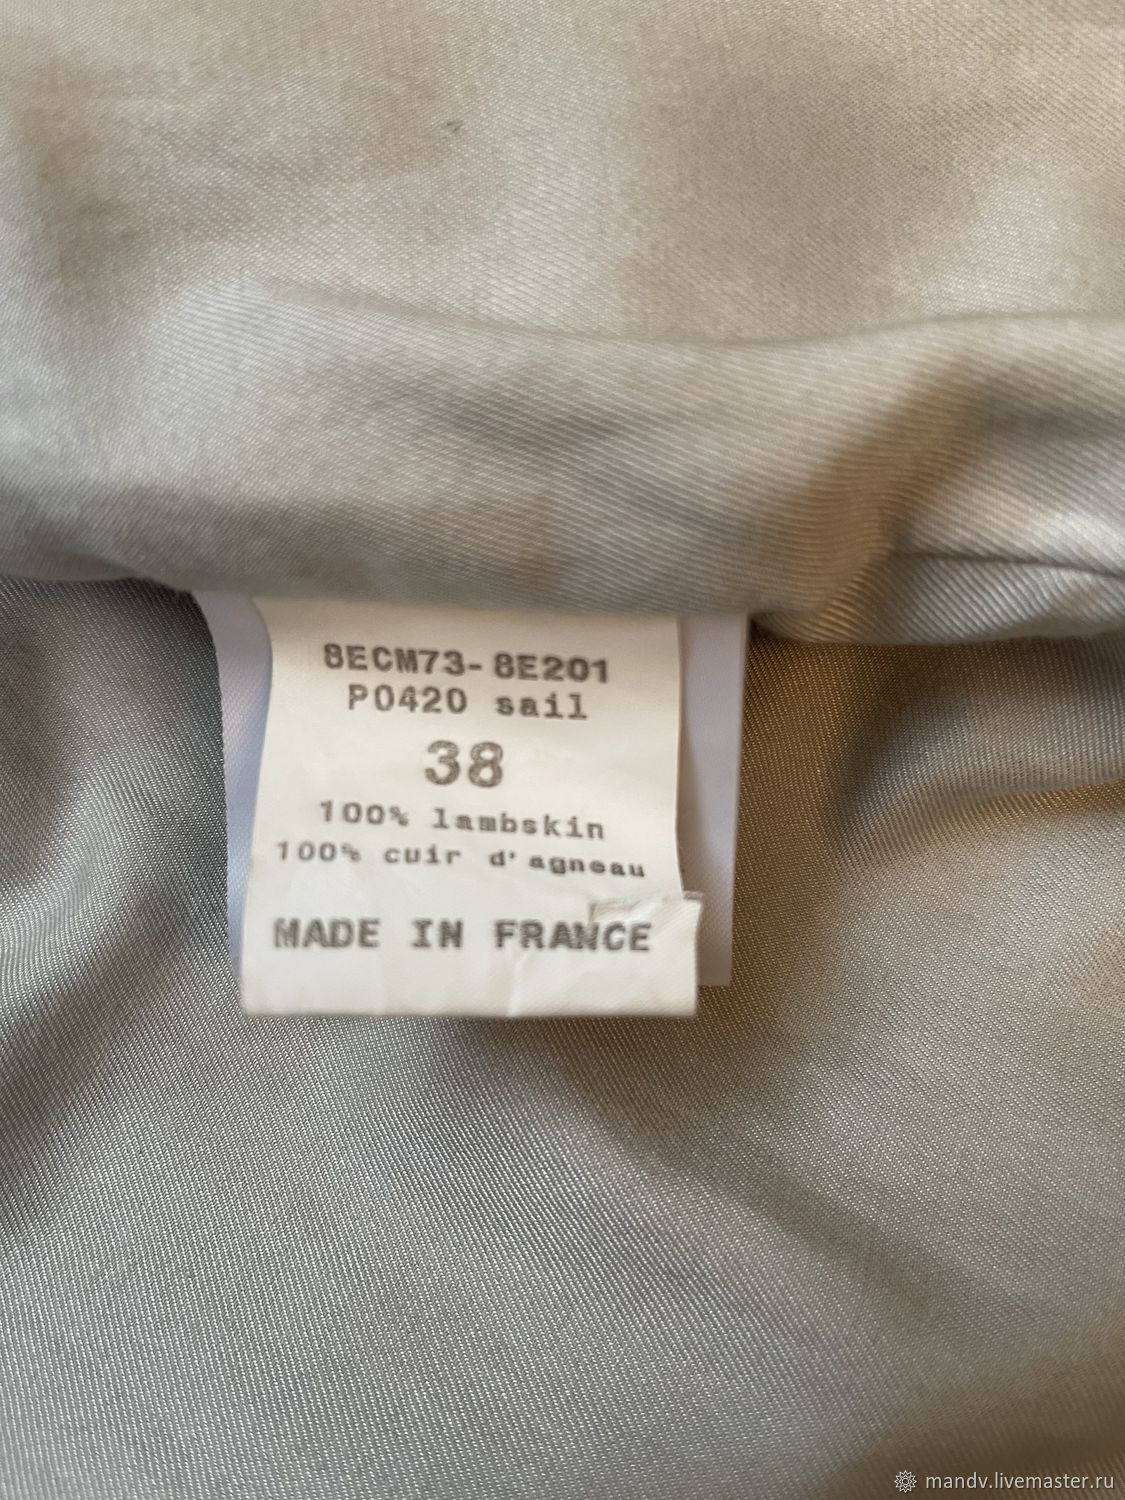 8ECM73-8E201
P0420 sail
38
100% lambskin
100% cuir d'agneau
MADE IN FRANCE
mandv.livemaster.ru